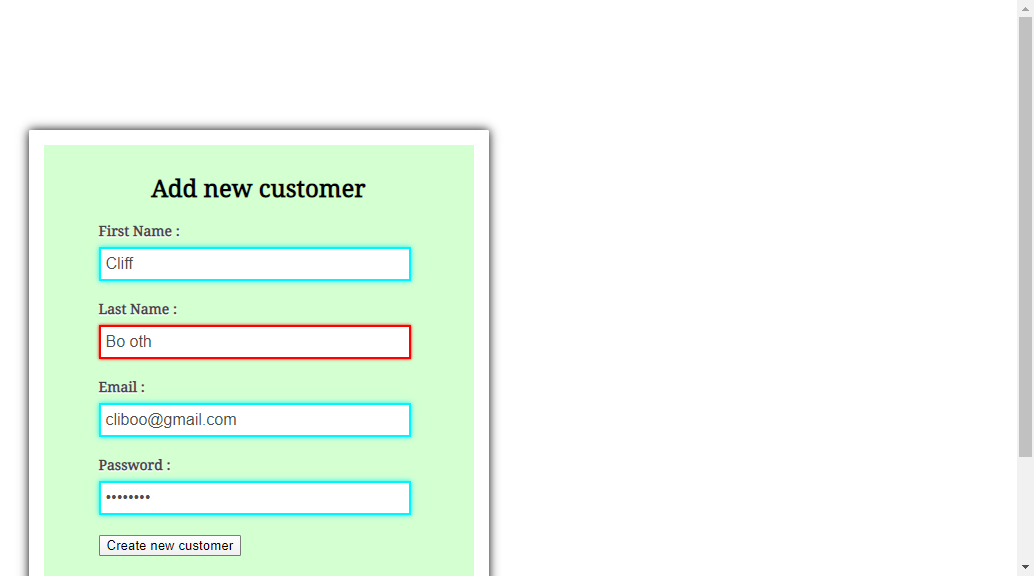 Add new customer
First Name :
Cliff
Last Name :
Bo oth
Email :
cliboo@gmail.com
Password :
••••••••
Create new customer